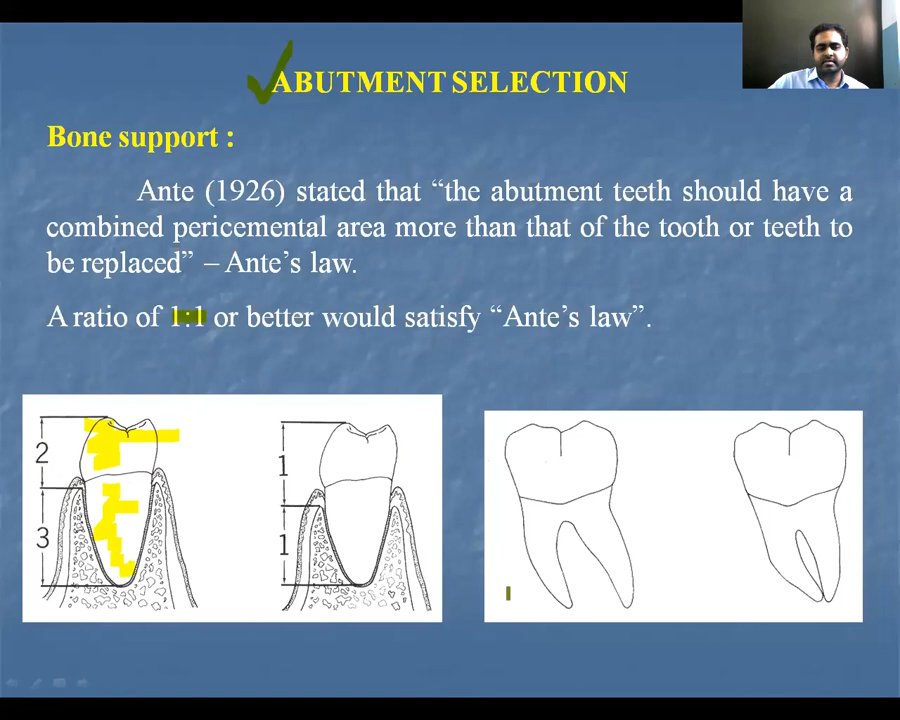 ABUTMENT SELECTION
Bone support :
Ante (1926) stated that “the abutment teeth should have a
combined pericemental area more than that of the tooth or teeth to
be replaced” – Ante’s law.
A ratio of 1:1 or better would satisfy “Ante’s law”.
2
3
1
1